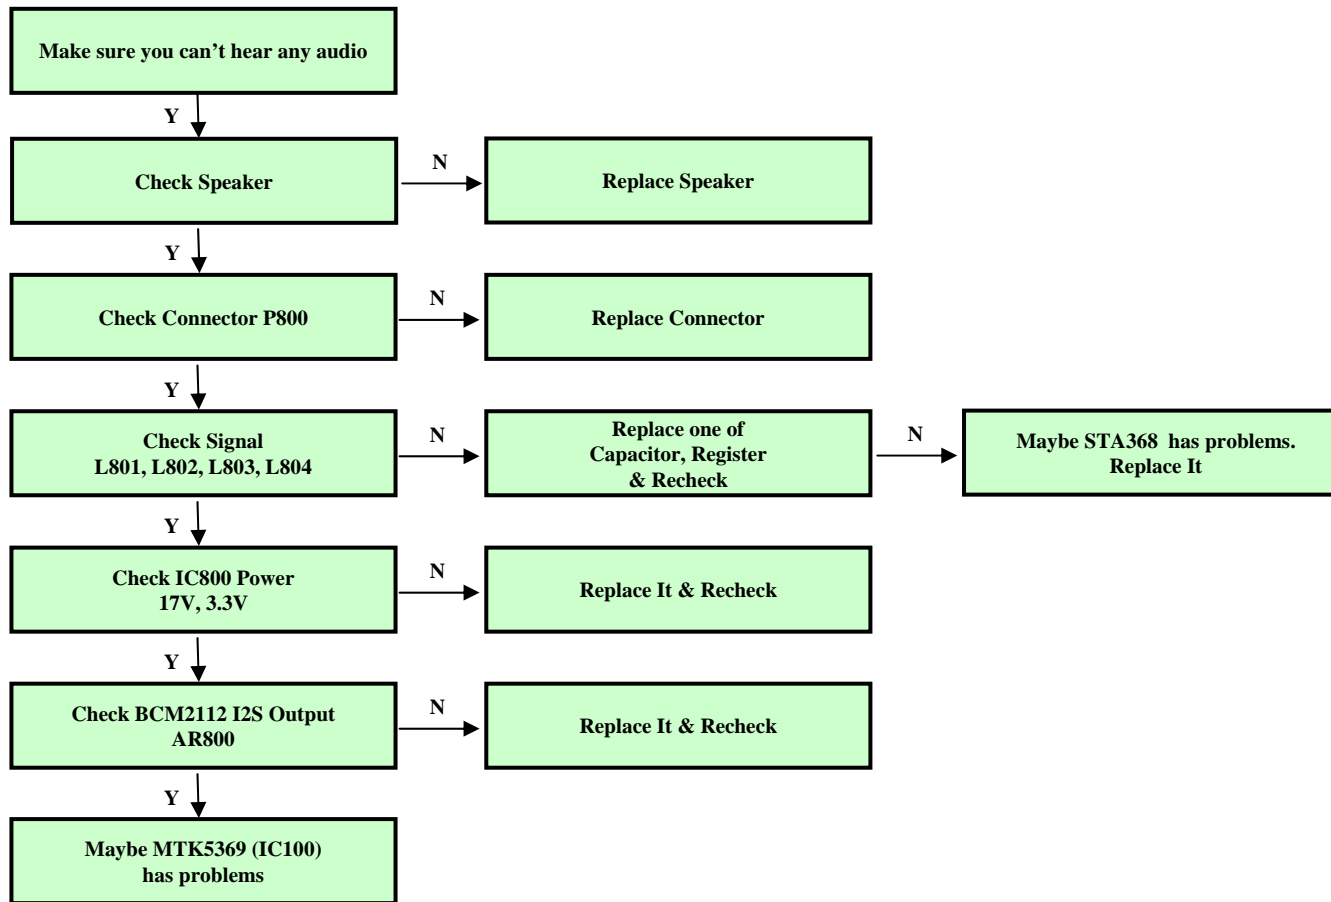 Make sure you can’t hear any audio
Y
Check Speaker
N
Replace Speaker
Y
Check Connector P800
N
Replace Connector
Y
Check Signal
L801, L802, L803, L804
N
Replace one of
Capacitor, Register
& Recheck
N
Maybe STA368 has problems.
Replace It
Y
Check IC800 Power
17V, 3.3V
N
Replace It & Recheck
Y
Check BCM2112 I2S Output
AR800
N
Replace It & Recheck
Y
Maybe MTK5369 (IC100)
has problems